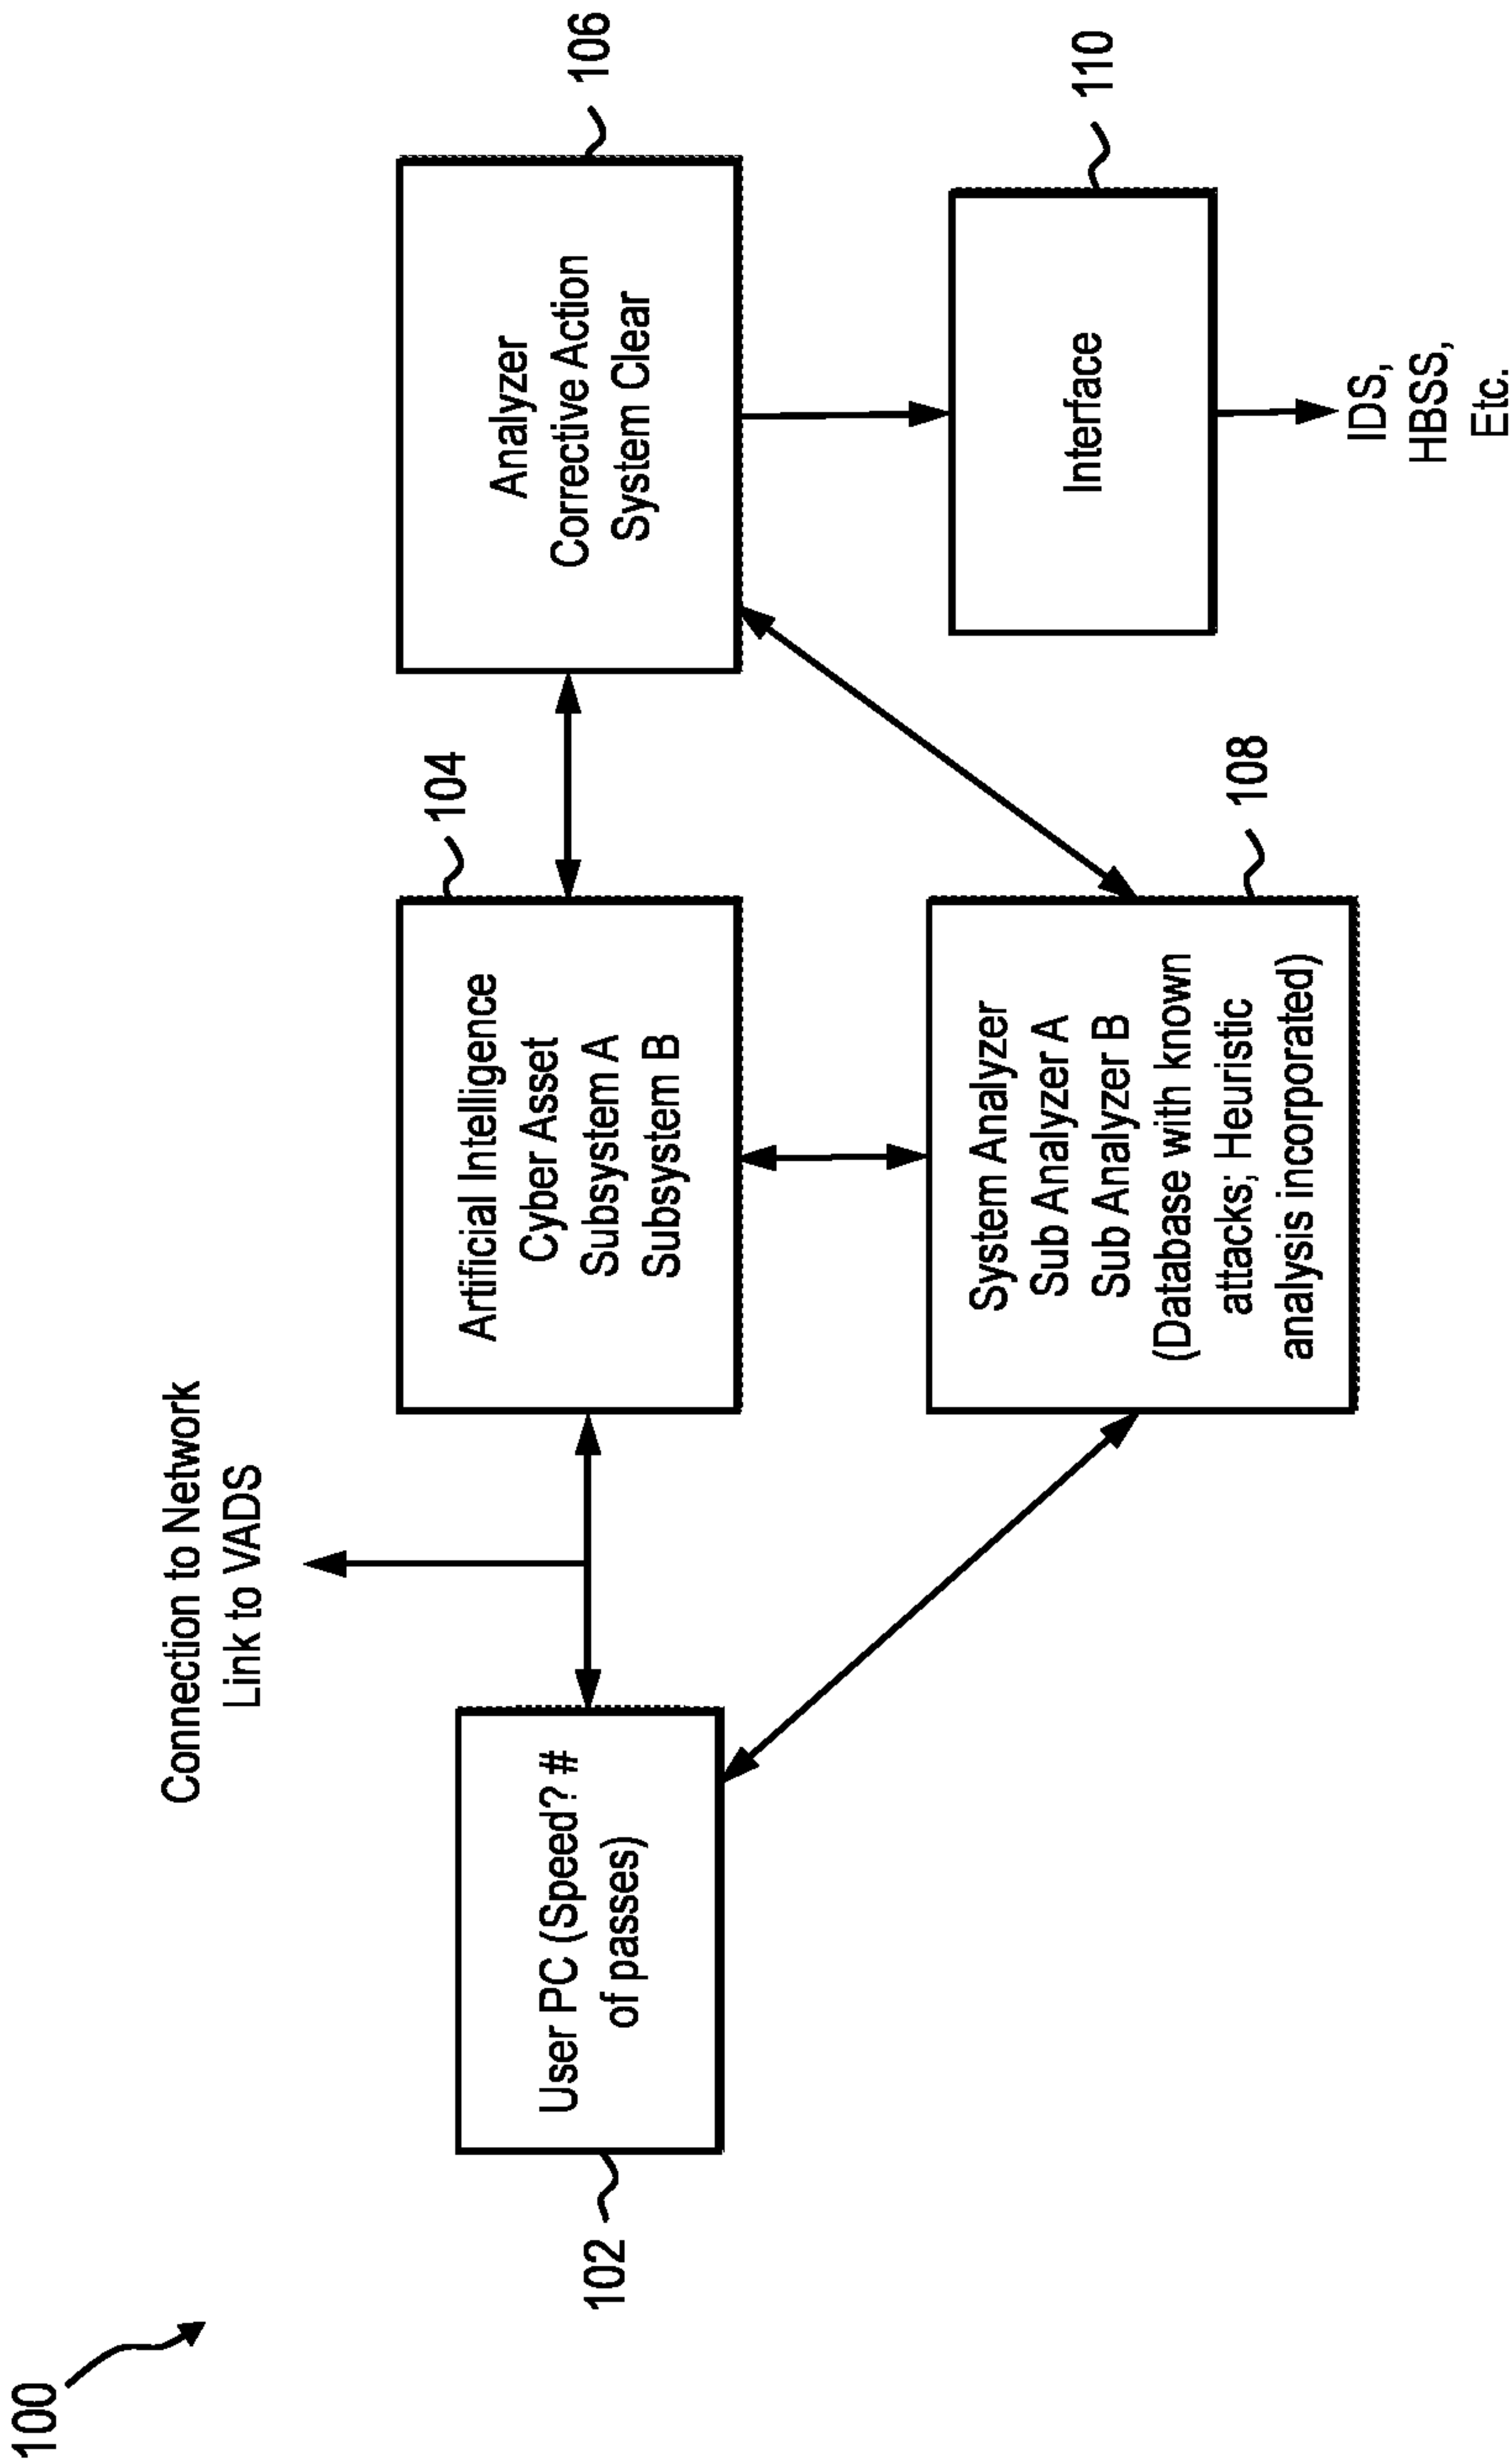 100
Connection to Network
Link to VADS
102
User PC (Speed? #
of passes)
104
Artificial Intelligence
Cyber Asset
Subsystem A
Subsystem B
106
Analyzer
Corrective Action
System Clear
108
System Analyzer
Sub Analyzer A
Sub Analyzer B
(Database with known
attacks; Heuristic
analysis incorporated)
110
Interface
IDS,
HBSS,
Etc.